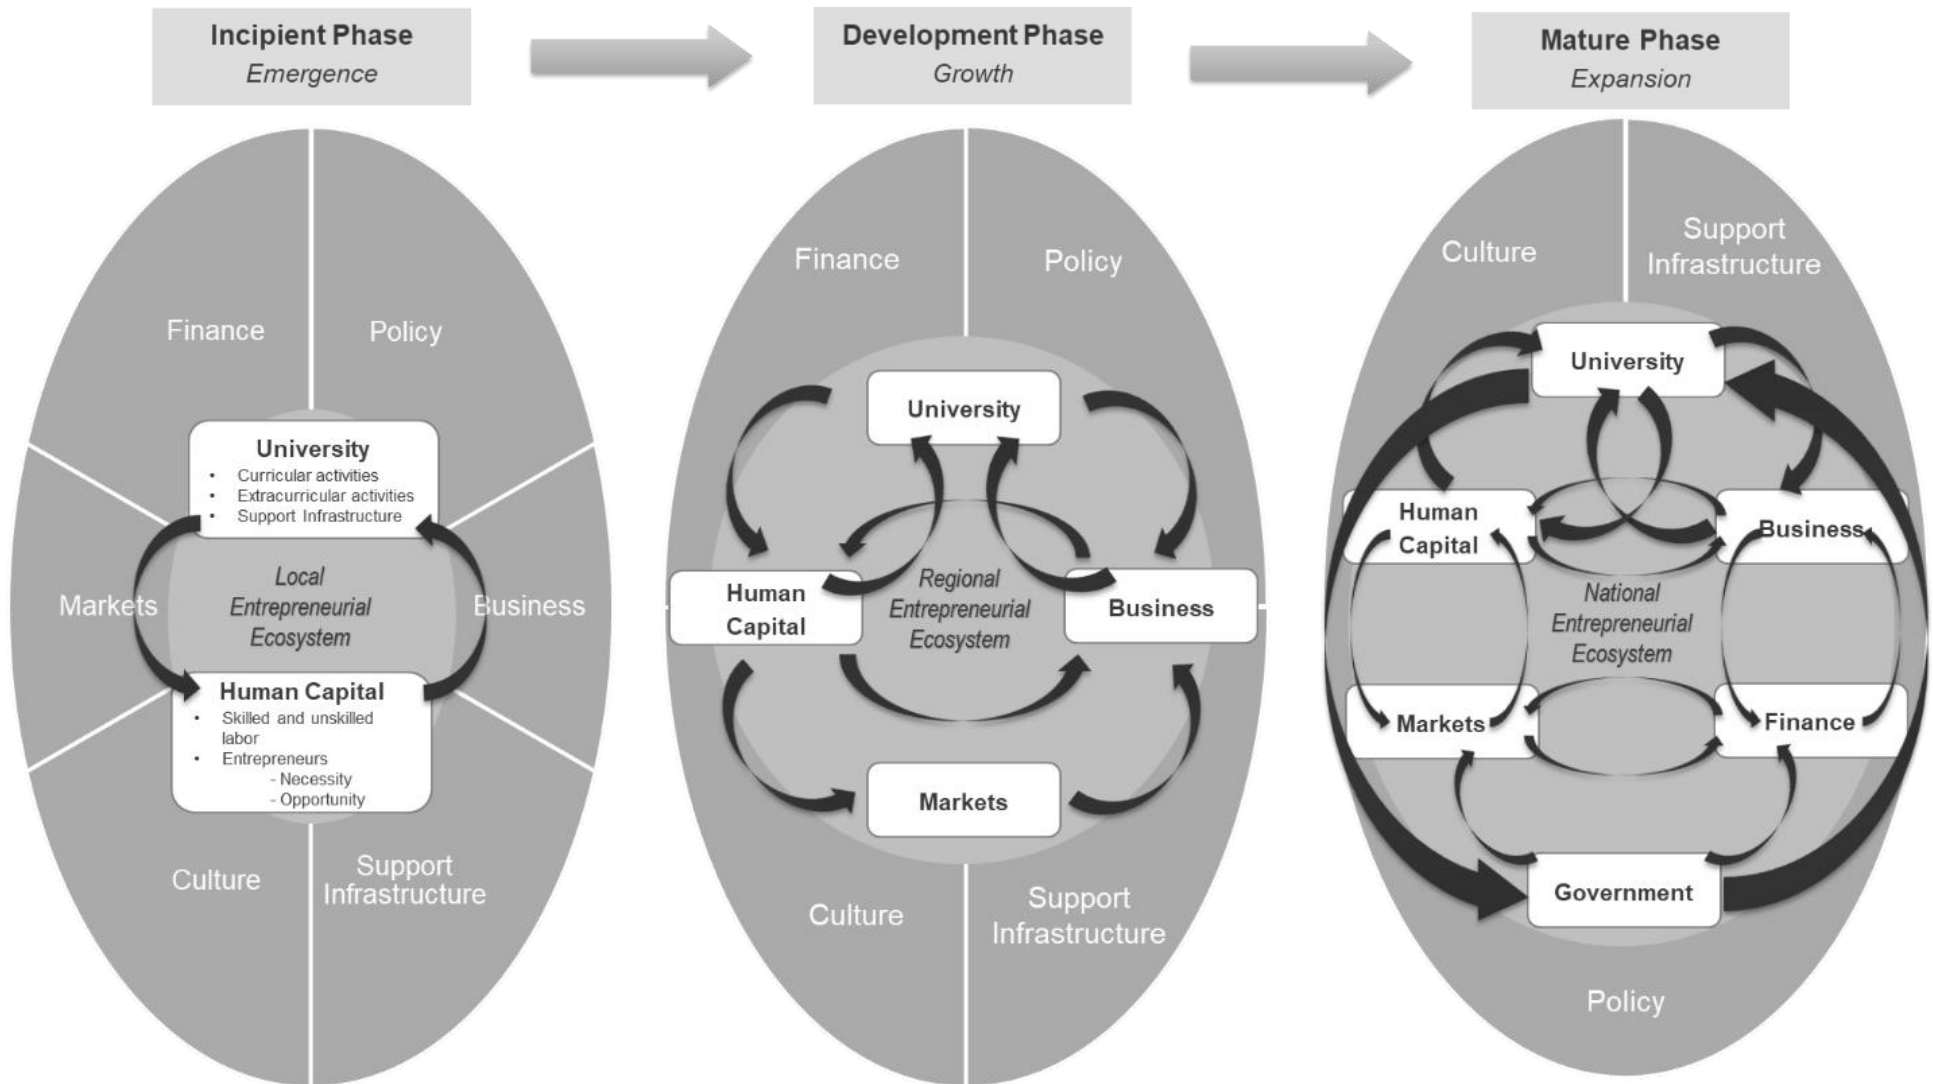 Incipient Phase
Emergence
Development Phase
Growth
Mature Phase
Expansion
Finance
Policy
University
• Curricular activities
• Extracurricular activities
• Support Infrastructure
Markets
Local
Entrepreneurial
Ecosystem
Business
Human Capital
• Skilled and unskilled
labor
• Entrepreneurs
- Necessity
- Opportunity
Culture
Support
Infrastructure
Finance
Policy
University
Human
Capital
Regional
Entrepreneurial
Ecosystem
Business
Markets
Culture
Support
Infrastructure
Culture
Support
Infrastructure
University
Human
Capital
Business
National
Entrepreneurial
Ecosystem
Markets
Finance
Government
Policy